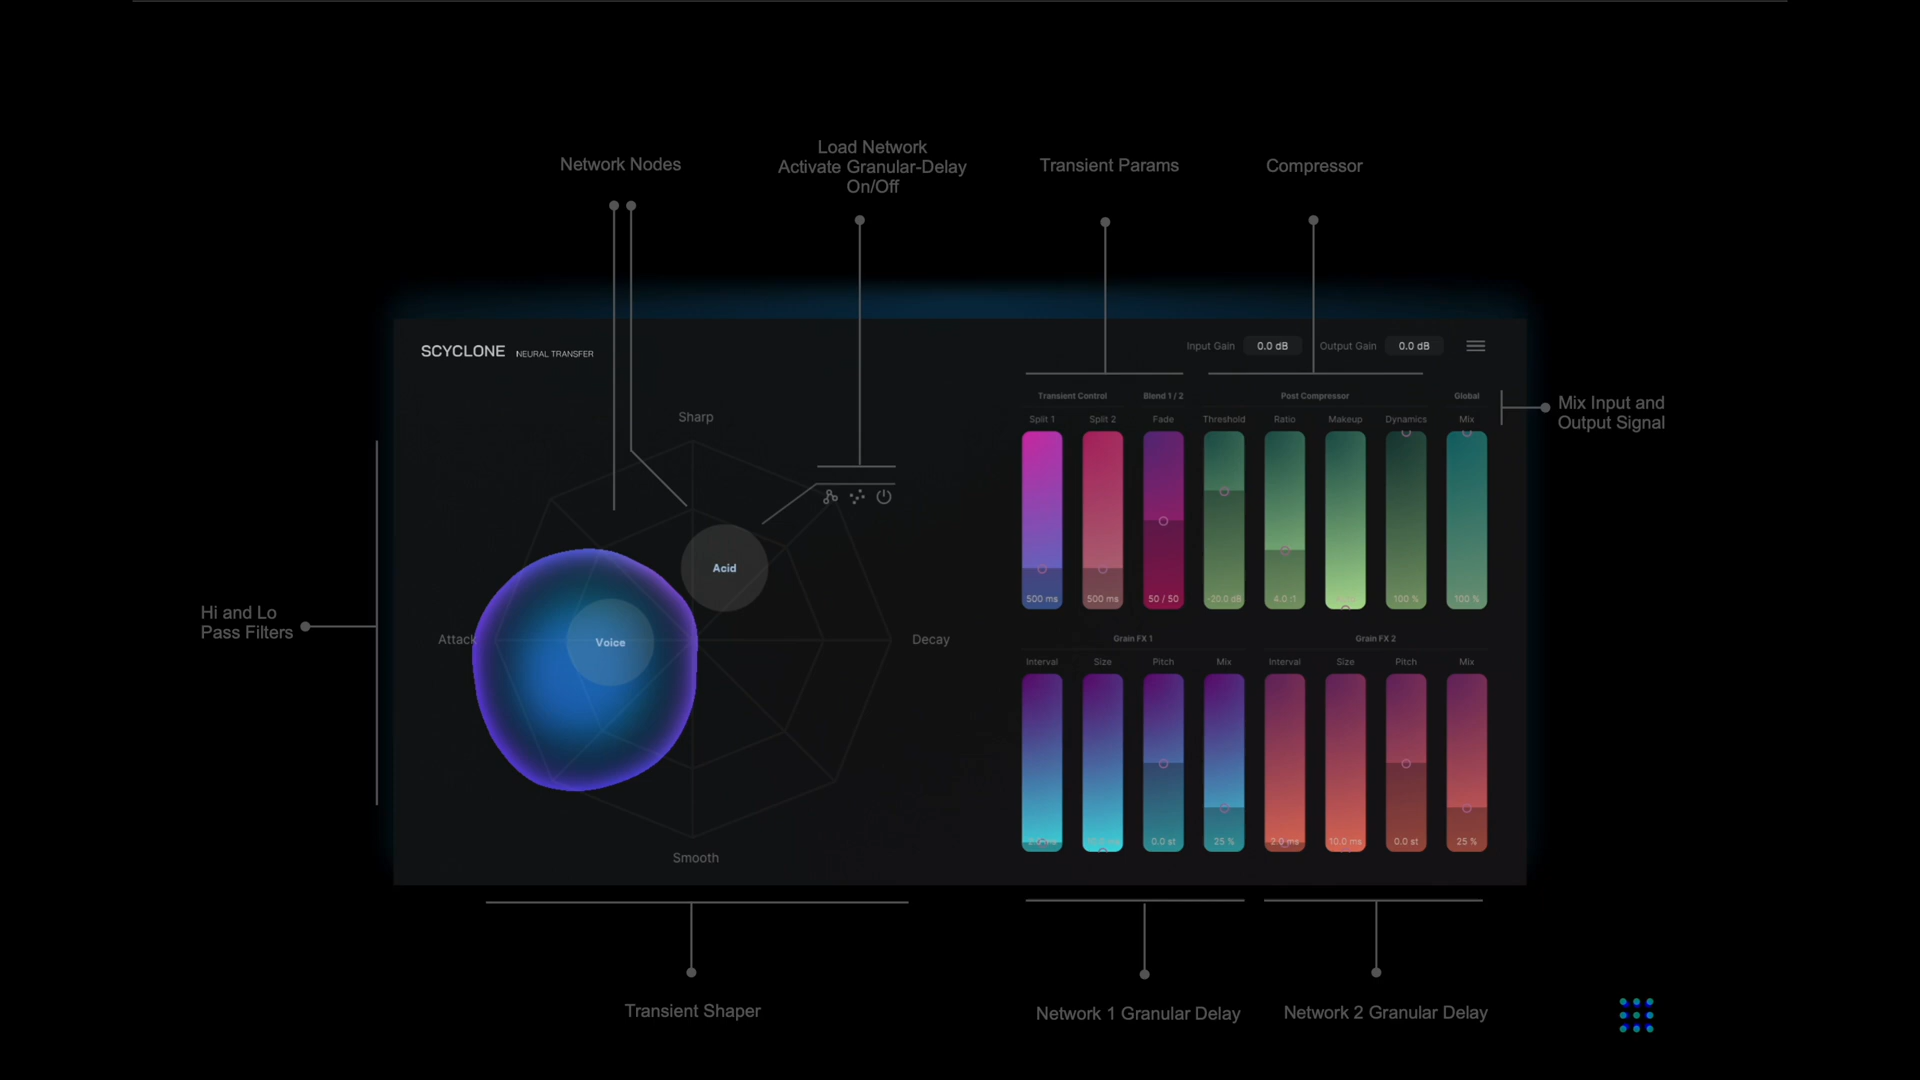 Load Network
Network Nodes
Activate Granular-Delay
On/Off
Transient Params
Compressor
SCYCLONE NEURAL TRANSFER
Input Gain 0.0 dB Output Gain 0.0 dB
Transient Control Blend 1 / 2 Post Compressor Global
Split 1 Split 2 Fade Threshold Ratio Makeup Dynamics Mix
Mix Input and
Output Signal
Sharp
Acid
500 ms 500 ms 50 / 50 -20.0 dB 4.0 :1 100 % 100 %
Hi and Lo
Pass Filters
Attack
Voice
Decay
Grain FX 1 Grain FX 2
Interval Size Pitch Mix Interval Size Pitch Mix
0.0 st 25 % 2.0 ms 10.0 ms 0.0 st 25 %
Smooth
Transient Shaper
Network 1 Granular Delay
Network 2 Granular Delay